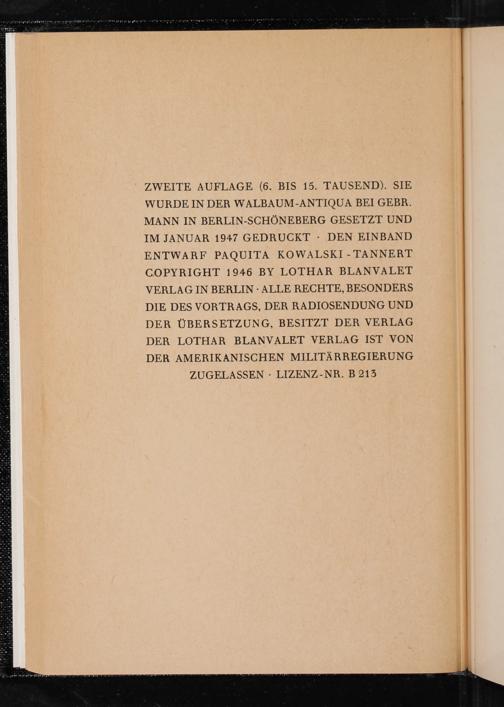 ZWEITE AUFLAGE (6. BIS 15. TAUSEND). SIE
WURDE IN DER WALBAUM-ANTIQUA BEI GEBR.
MANN IN BERLIN-SCHÖNEBERG GESETZT UND
IM JANUAR 1947 GEDRUCKT · DEN EINBAND
ENTWARF PAQUITA KOWALSKI-TANNERT
COPYRIGHT 1946 BY LOTHAR BLANVALET
VERLAG IN BERLIN · ALLE RECHTE, BESONDERS
DIE DES VORTRAGS, DER RADIOSENDUNG UND
DER ÜBERSETZUNG, BESITZT DER VERLAG
DER LOTHAR BLANVALET VERLAG IST VON
DER AMERIKANISCHEN MILITÄRREGIERUNG
ZUGELASSEN · LIZENZ-NR. B 213